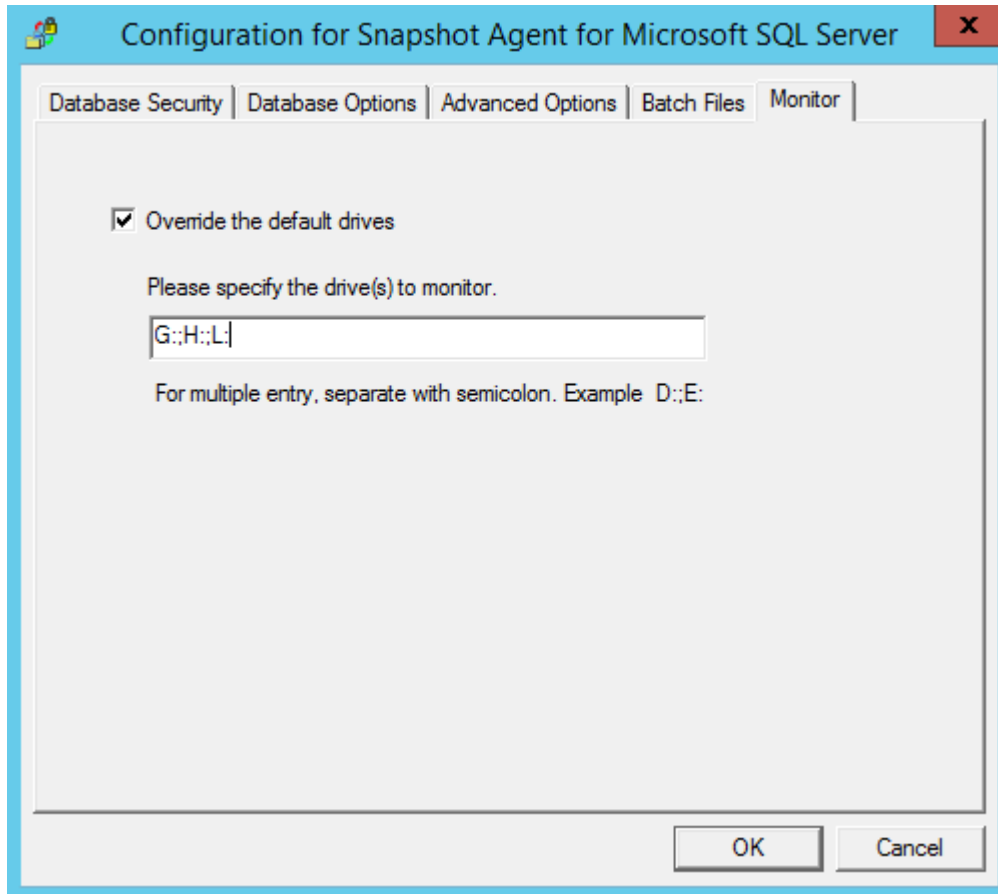 Configuration for Snapshot Agent for Microsoft SQL Server
x
Database Security Database Options Advanced Options Batch Files Monitor
Override the default drives
Please specify the drive(s) to monitor.
G:;H:;L:
For multiple entry, separate with semicolon. Example D:;E:
OK Cancel